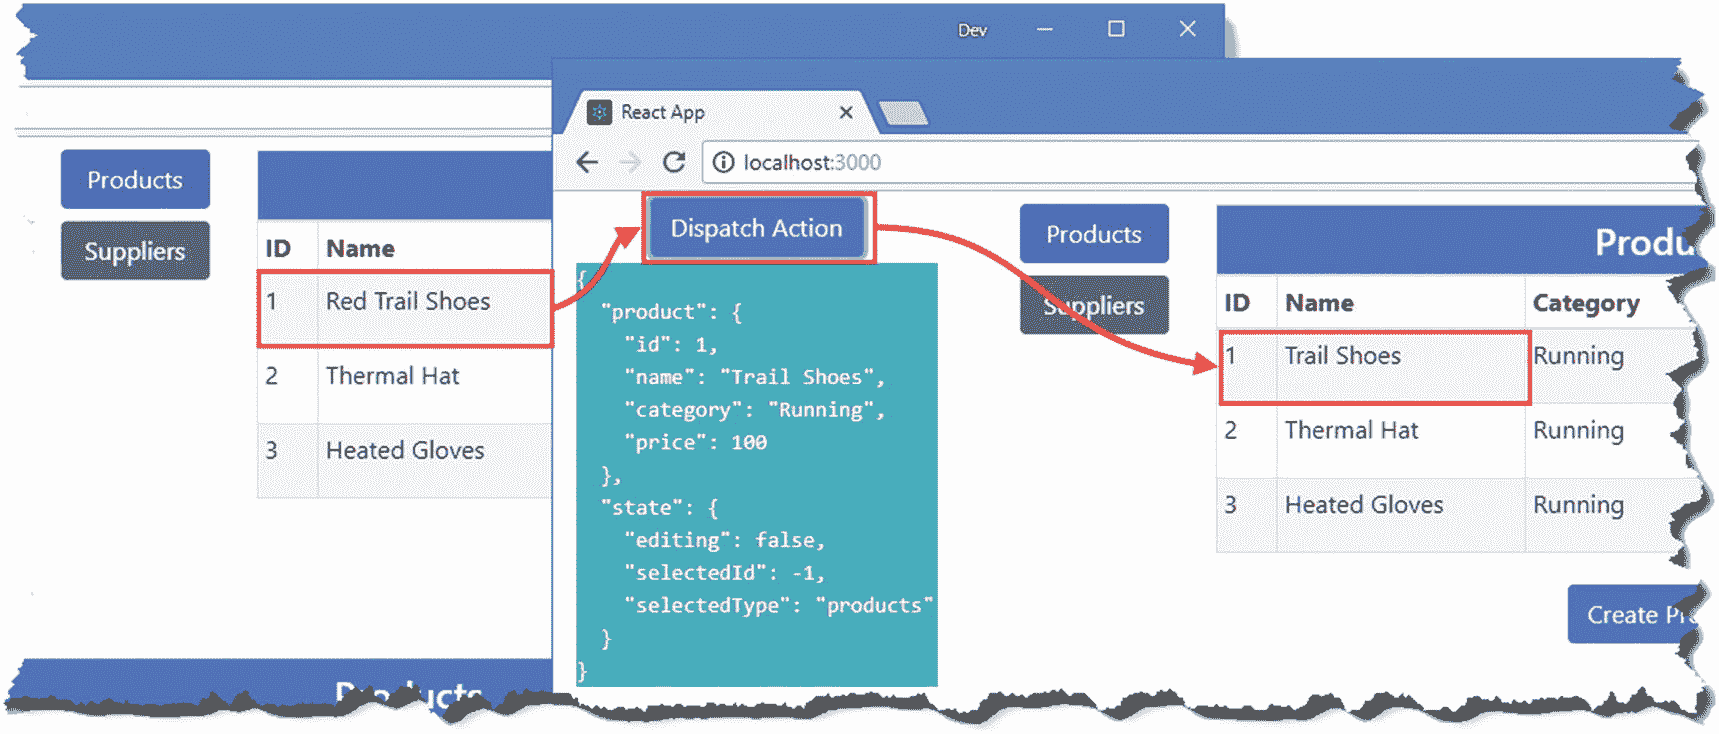 Dev
React App
localhost:3000
Products
Suppliers
ID Name
1 Red Trail Shoes
2 Thermal Hat
3 Heated Gloves
Products
Dispatch Action
{
"product": {
"id": 1,
"name": "Trail Shoes",
"category": "Running",
"price": 100
},
"state": {
"editing": false,
"selectedId": -1,
"selectedType": "products"
}
}
Products
Suppliers
Produ
ID Name Category
1 Trail Shoes Running
2 Thermal Hat Running
3 Heated Gloves Running
Create Pr